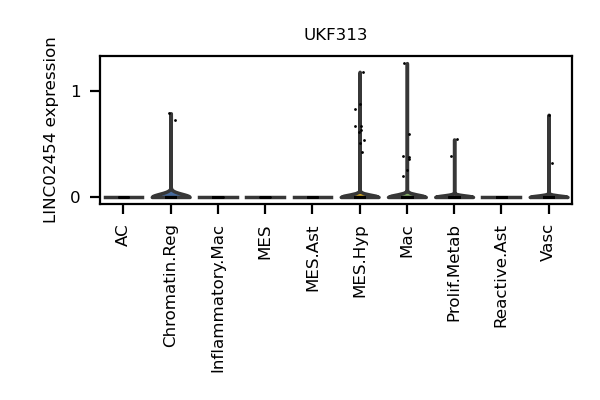 UKF313
LINC02454 expression
1
0
AC
Chromatin.Reg
Inflammatory.Mac
MES
MES.Ast
MES.Hyp
Mac
Prolif.Metab
Reactive.Ast
Vasc